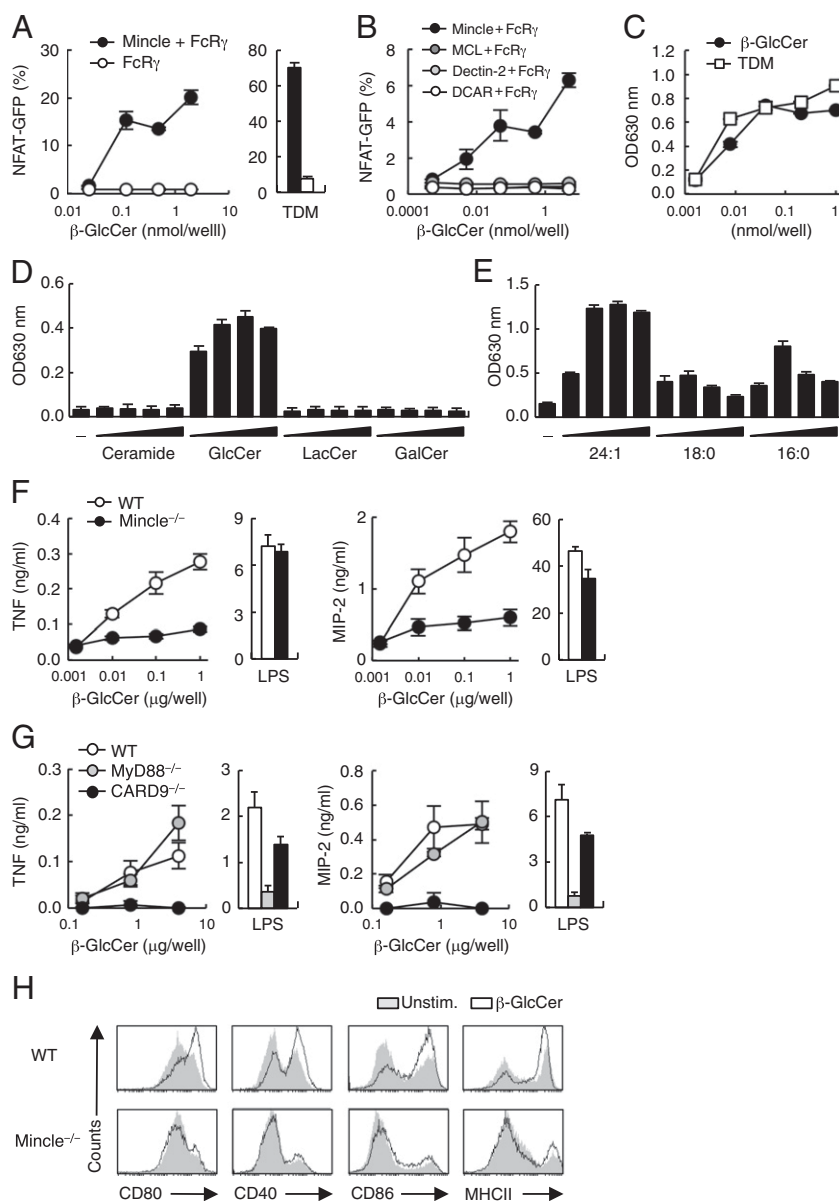 A
Mincle + FcRγ
FcRγ
NFAT-GFP (%)
30
20
10
0
0.01 0.1 1 10
β-GlcCer (nmol/welll)
80
60
40
20
0
TDM
B
Mincle+FcRγ
MCL+FcRγ
Dectin-2+FcRγ
DCAR+FcRγ
NFAT-GFP (%)
8
6
4
2
0
0.0001 0.01 1
β-GlcCer (nmol/well)
C
β-GlcCer
TDM
OD630 nm
1.2
1.0
0.8
0.6
0.4
0.2
0.0
0.001 0.01 0.1 1
(nmol/well)
D
OD630 nm
0.6
0.4
0.2
0.0
– Ceramide GlcCer LacCer GalCer
E
OD630 nm
1.5
1.0
0.5
0.0
– 24:1 18:0 16:0
F
WT
Mincle−/−
TNF (ng/ml)
0.4
0.3
0.2
0.1
0.0
0.001 0.01 0.1 1
β-GlcCer (μg/well)
9
6
3
0
LPS
MIP-2 (ng/ml)
2
1
0
0.001 0.01 0.1 1
β-GlcCer (μg/well)
60
40
20
0
LPS
G
WT
MyD88−/−
CARD9−/−
TNF (ng/ml)
0.3
0.2
0.1
0.0
0.1 1 10
β-GlcCer (μg/well)
3
2
1
0
LPS
MIP-2 (ng/ml)
0.8
0.6
0.4
0.2
0.0
0.1 1 10
β-GlcCer (μg/well)
9
6
3
0
LPS
H
Unstim. β-GlcCer
WT
Mincle−/−
Counts
CD80 CD40 CD86 MHCII